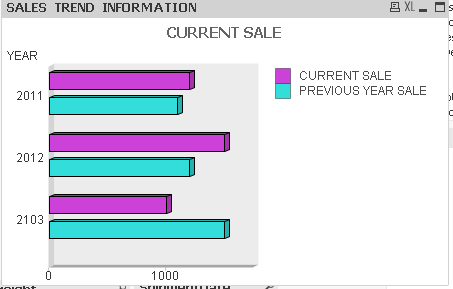 SALES TREND INFORMATION XL
CURRENT SALE
YEAR
CURRENT SALE
PREVIOUS YEAR SALE
2011
2012
2103
0 1000